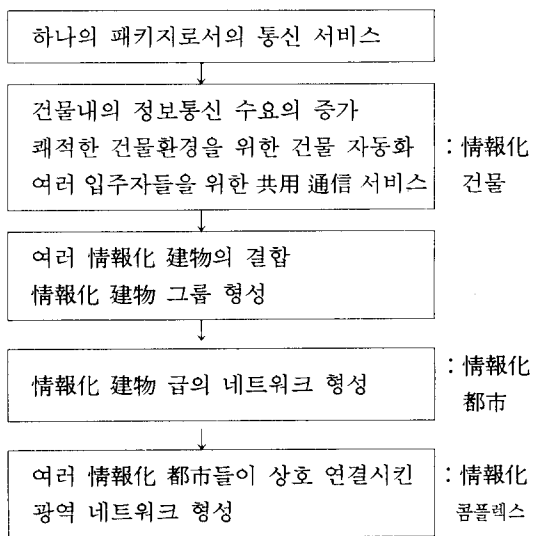 하나의 패키지로서의 통신 서비스
건물내의 정보통신 수요의 증가
쾌적한 건물환경을 위한 건물 자동화
여러 입주자들을 위한 共用 通信 서비스
: 情報化
건물
여러 情報化 建物의 결합
情報化 建物 그룹 형성
情報化 建物 급의 네트워크 형성
: 情報化
都市
여러 情報化 都市들이 상호 연결시킨
광역 네트워크 형성
: 情報化
콤플렉스